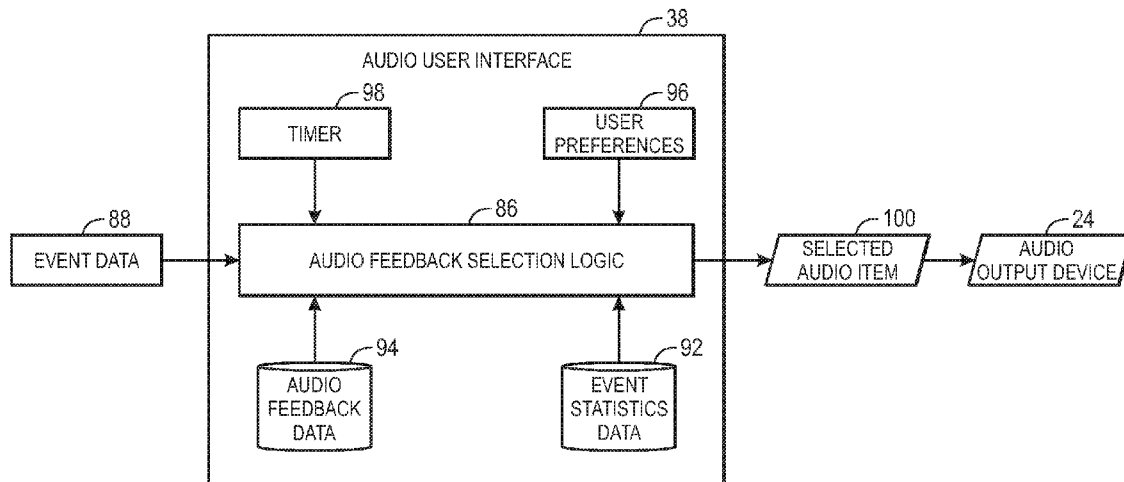 38
AUDIO USER INTERFACE
98
TIMER
96
USER
PREFERENCES
88
EVENT DATA
86
AUDIO FEEDBACK SELECTION LOGIC
100
SELECTED
AUDIO ITEM
24
AUDIO
OUTPUT DEVICE
94
AUDIO
FEEDBACK
DATA
92
EVENT
STATISTICS
DATA